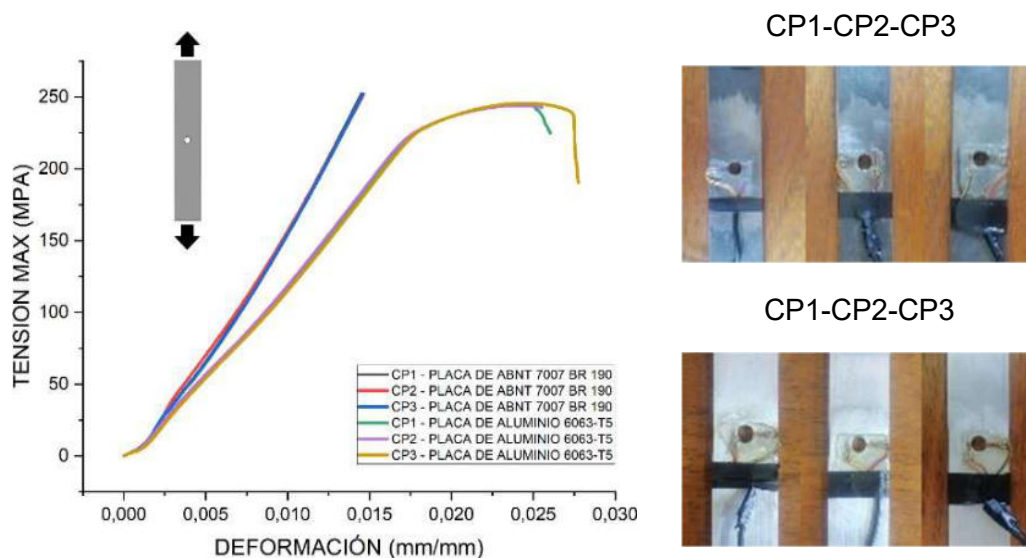 CP1-CP2-CP3
TENSION MAX (MPA)
250
200
150
100
50
0
CP1 - PLACA DE ABNT 7007 BR 190
CP2 - PLACA DE ABNT 7007 BR 190
CP3 - PLACA DE ABNT 7007 BR 190
CP1 - PLACA DE ALUMINIO 6063-T5
CP2 - PLACA DE ALUMINIO 6063-T5
CP3 - PLACA DE ALUMINIO 6063-T5
0,000 0,005 0,010 0,015 0,020 0,025 0,030
DEFORMACIÓN (mm/mm)
CP1-CP2-CP3